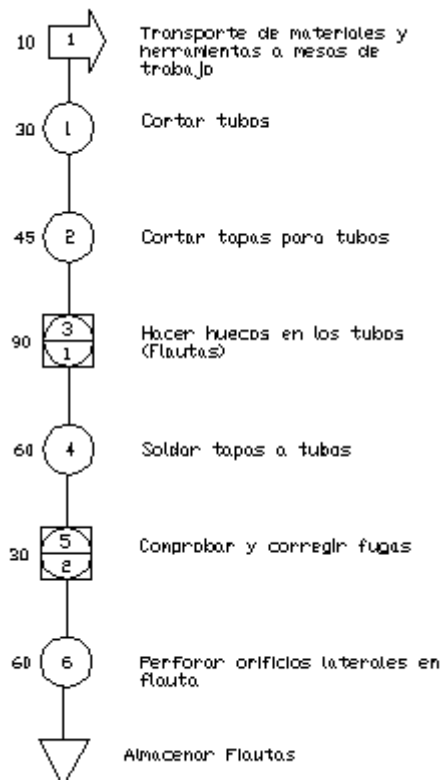 10 1 Transporte de materiales y
herramientas a mesas de
trabajo
30 1 Cortar tubos
45 2 Cortar tapas para tubos
3
90 Hacer huecos en los tubos
1 (Flautas)
60 4 Soldar tapas a tubos
5
30 Comprobar y corregir fugas
2
60 6 Perforar orificios laterales en
flauta
Almacenar Flautas